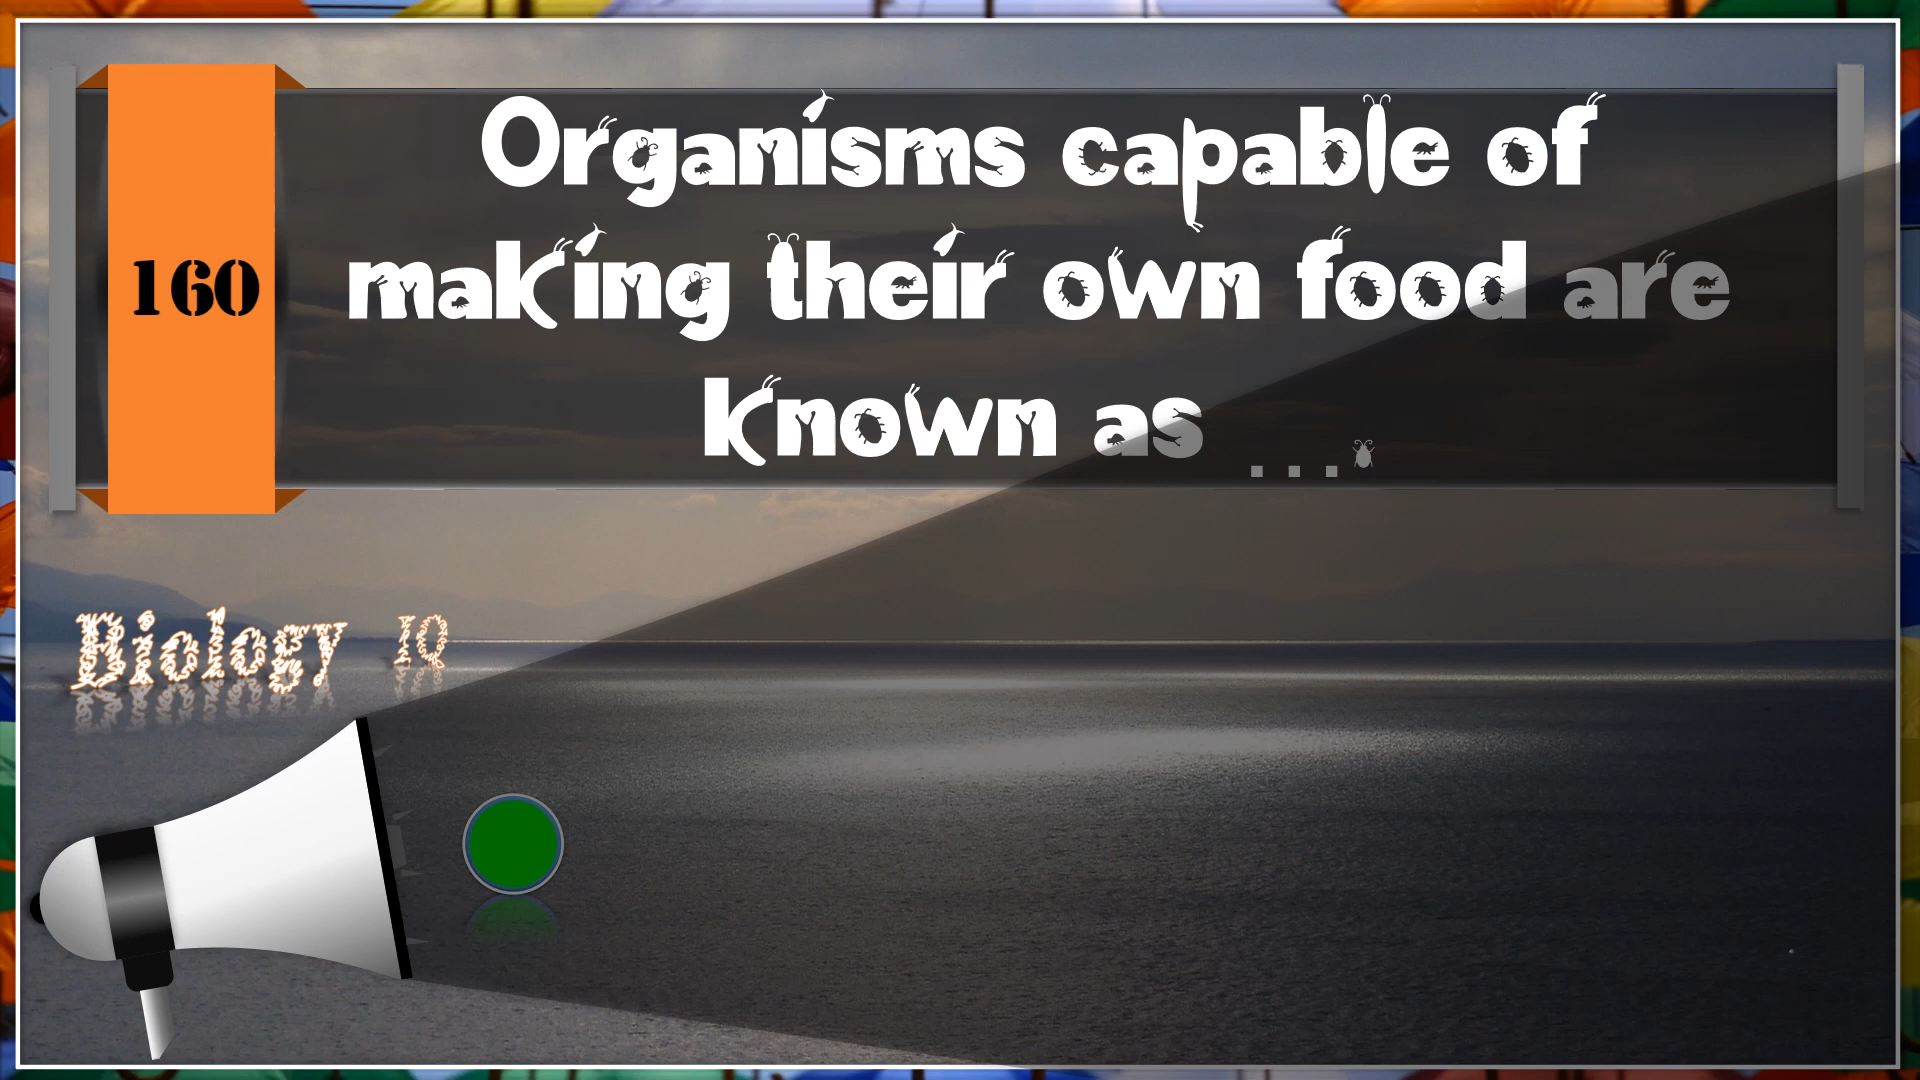 160
Organisms capable of
making their own food are
known as ....
Biology IQ